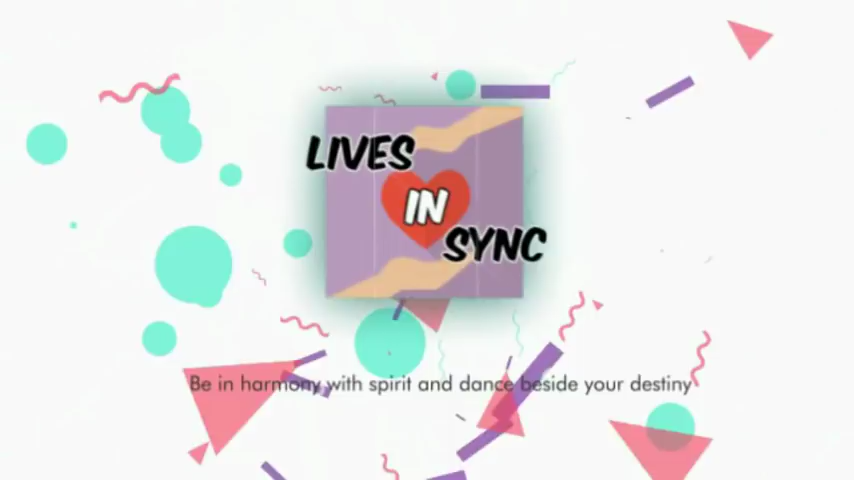 LIVES
IN
SYNC
Be in harmony with spirit and dance beside your destiny